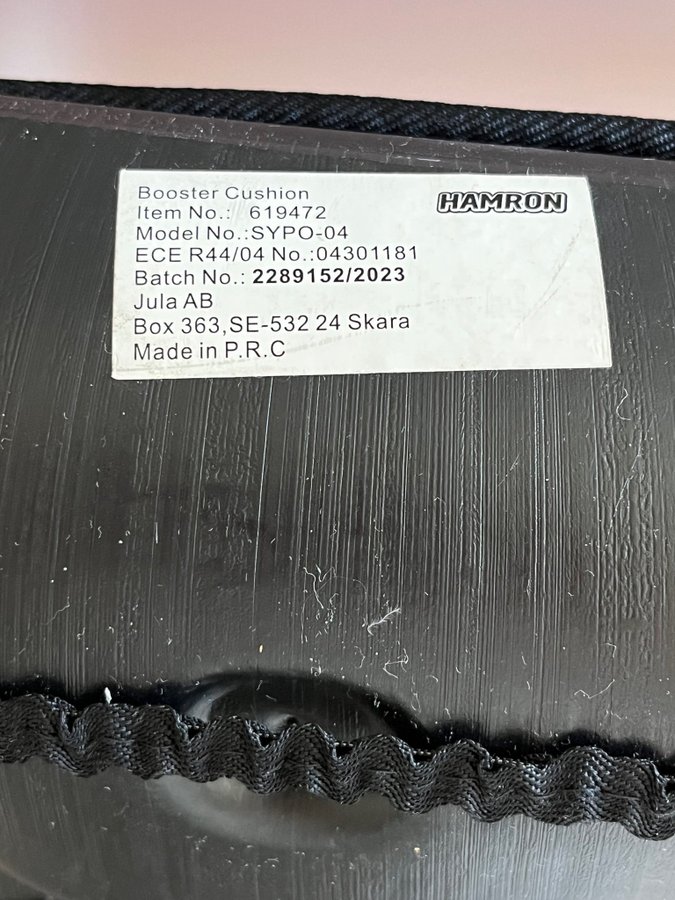 Booster Cushion
HAMRON
Item No.: 619472
Model No.:SYPO-04
ECE R44/04 No.:04301181
Batch No.: 2289152/2023
Jula AB
Box 363,SE-532 24 Skara
Made in P.R.C